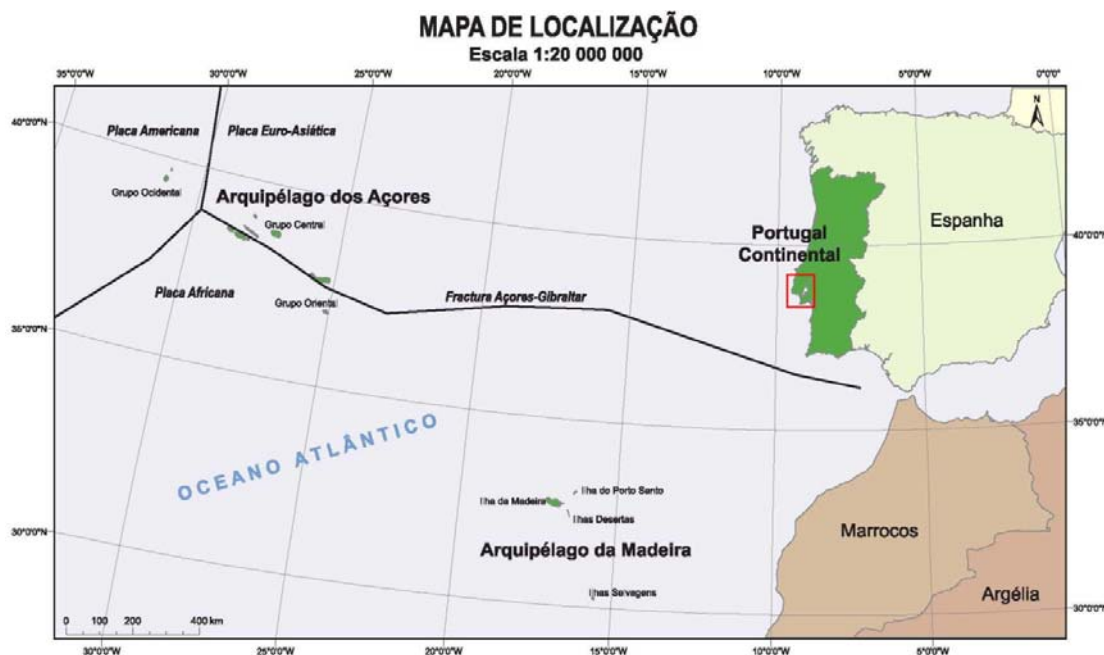 MAPA DE LOCALIZAÇÃO
Escala 1:20 000 000
35°0'0"W 30°0'0"W 20°0'0"W 15°0'0"W 10°0'0"W 5°0'0"W 0°0'0"
40°0'0"N
Placa Americana
Placa Euro-Asiática
N
Grupo Ocidental
Arquipélago dos Açores
Grupo Central
Espanha
Portugal
Continental
40°0'0"N
Placa Africana
Grupo Oriental
Fractura Açores-Gibraltar
35°0'0"N
35°0'0"N
OCEANO ATLÂNTICO
Ilha da Madeira
Ilha do Porto Santo
Ilhas Desertas
Arquipélago da Madeira
Marrocos
30°0'0"N
Ilhas Selvagens
Argélia
30°0'0"N
0 100 200 400 km
30°0'0"W 25°0'0"W 20°0'0"W 15°0'0"W 10°0'0"W 5°0'0"W